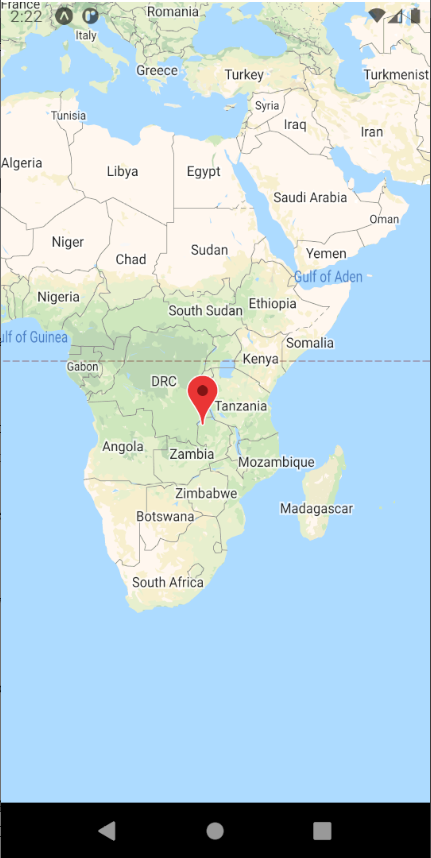 France
Romania
2:22
Italy
Greece
Turkey
Turkmenist
Syria
Tunisia
Iraq
Iran
Algeria
Libya
Egypt
Saudi Arabia
Oman
Niger
Sudan
Yemen
Chad
Gulf of Aden
Nigeria
Ethiopia
South Sudan
ulf of Guinea
Somalia
Kenya
Gabon
DRC
Tanzania
Angola
Zambia
Mozambique
Zimbabwe
Madagascar
Botswana
South Africa